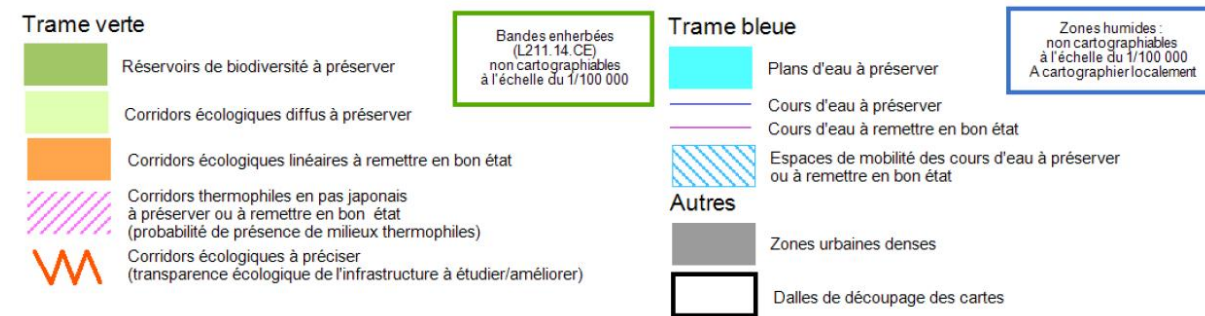 Trame verte
Réservoirs de biodiversité à préserver
Corridors écologiques diffus à préserver
Corridors écologiques linéaires à remettre en bon état
Corridors thermophiles en pas japonais
à préserver ou à remettre en bon état
(probabilité de présence de milieux thermophiles)
Corridors écologiques à préciser
(transparence écologique de l'infrastructure à étudier/améliorer)
Bandes enherbées
(L211.14.CE)
non cartographiables
à l'échelle du 1/100 000
Trame bleue
Plans d'eau à préserver
Cours d'eau à préserver
Cours d'eau à remettre en bon état
Espaces de mobilité des cours d'eau à préserver
ou à remettre en bon état
Zones humides :
non cartographiables
à l'échelle du 1/100 000
A cartographier localement
Autres
Zones urbaines denses
Dalles de découpage des cartes